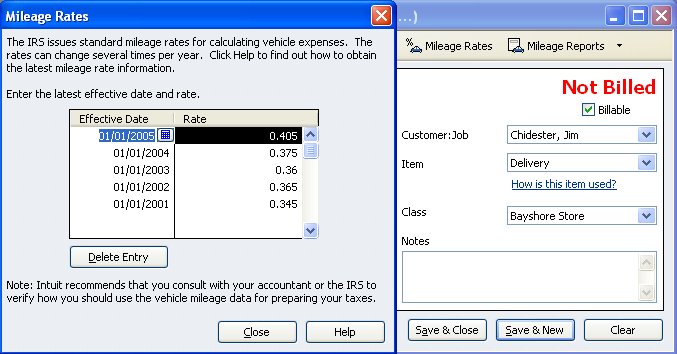 Mileage Rates
The IRS issues standard mileage rates for calculating vehicle expenses. The
rates can change several times per year. Click Help to find out how to obtain
the latest mileage rate information.
Enter the latest effective date and rate.
Effective Date Rate
01/01/2005 0.405
01/01/2004 0.375
01/01/2003 0.36
01/01/2002 0.365
01/01/2001 0.345
Delete Entry
Note: Intuit recommends that you consult with your accountant or the IRS to
verify how you should use the vehicle mileage data for preparing your taxes.
Close Help
...)
Mileage Rates Mileage Reports
Not Billed
Billable
Customer:Job Chidester, Jim
Item Delivery
How is this item used?
Class Bayshore Store
Notes
Save & Close Save & New Clear